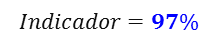 Indicador = 97%